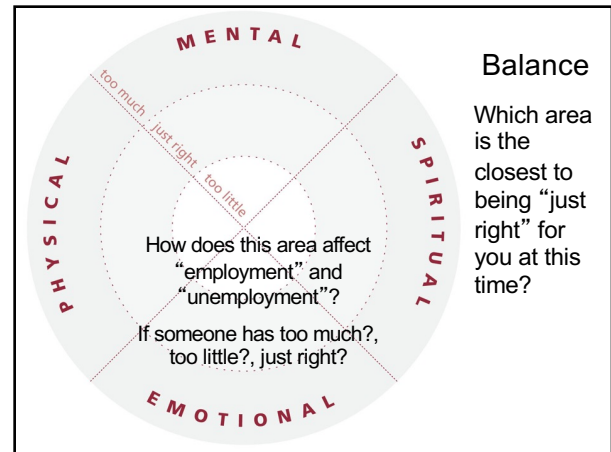 MENTAL
too much
just right
too little
PHYSICAL
SPIRITUAL
How does this area affect
“employment” and
“unemployment”?
If someone has too much?,
too little?, just right?
EMOTIONAL
Balance
Which area
is the
closest to
being “just
right” for
you at this
time?